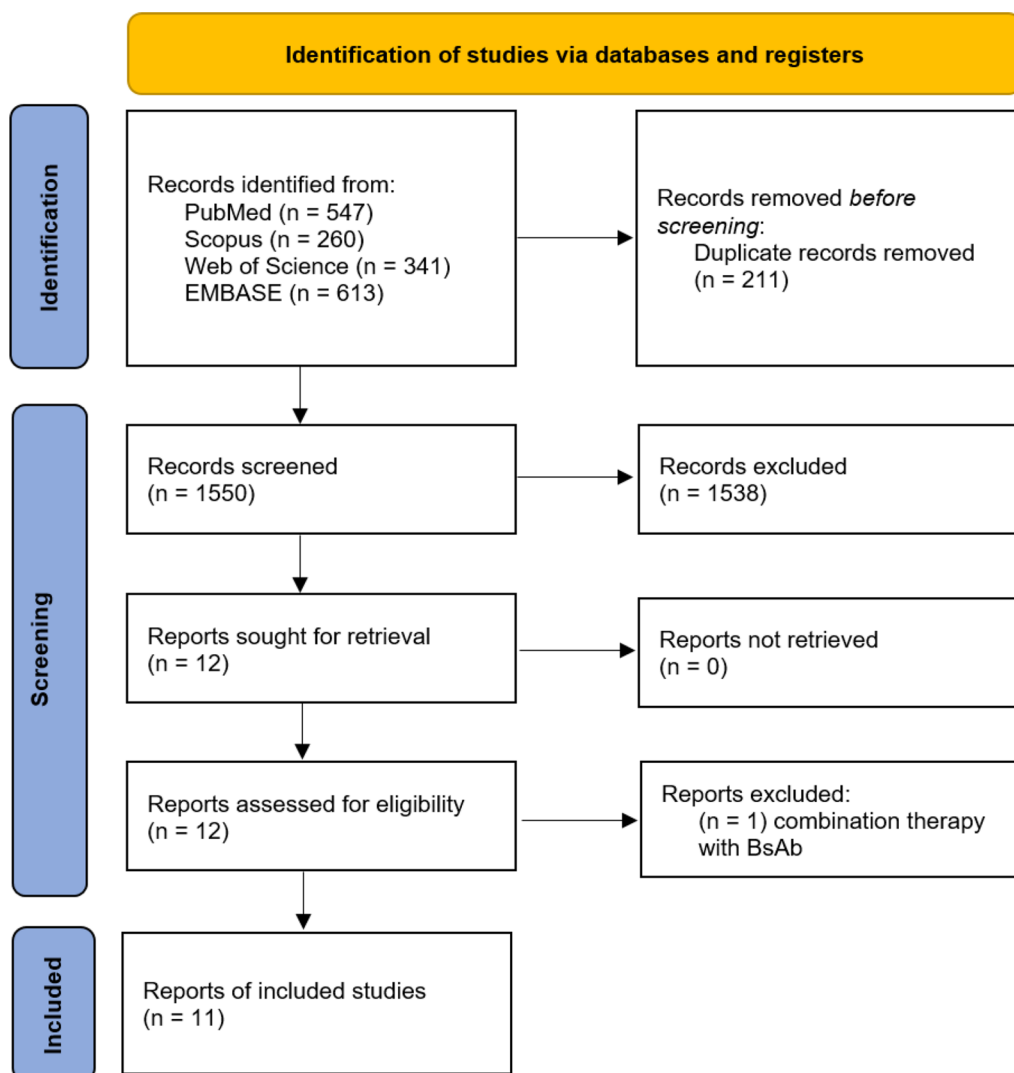 Identification of studies via databases and registers
Identification
Records identified from:
PubMed (n = 547)
Scopus (n = 260)
Web of Science (n = 341)
EMBASE (n = 613)
Records removed before
screening:
Duplicate records removed
(n = 211)
Screening
Records screened
(n = 1550)
Records excluded
(n = 1538)
Reports sought for retrieval
(n = 12)
Reports not retrieved
(n = 0)
Reports assessed for eligibility
(n = 12)
Reports excluded:
(n = 1) combination therapy
with BsAb
Included
Reports of included studies
(n = 11)